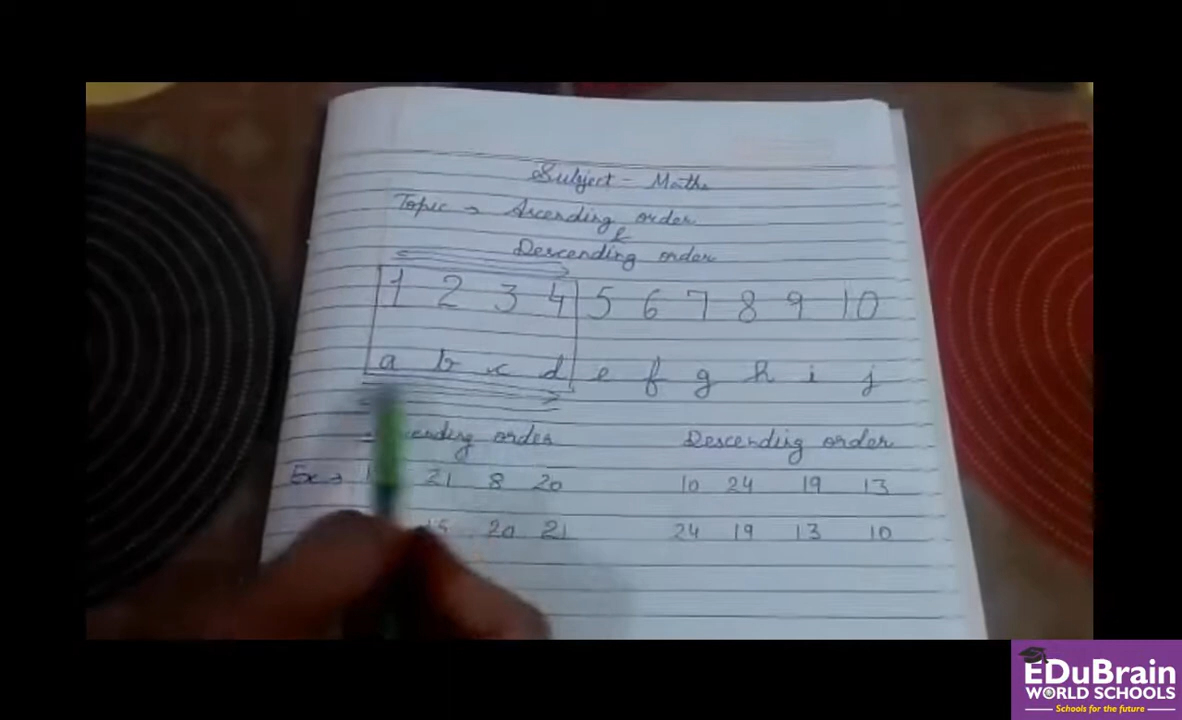 Subject - Maths
Topic → Ascending order
&
Descending order
1 2 3 4 5 6 7 8 9 10
a b c d e f g h i j
order Descending order
Ex → 21 8 20 10 24 19 13
15 20 21 24 19 13 10
EDuBrain
WORLD SCHOOLS
Schools for the future